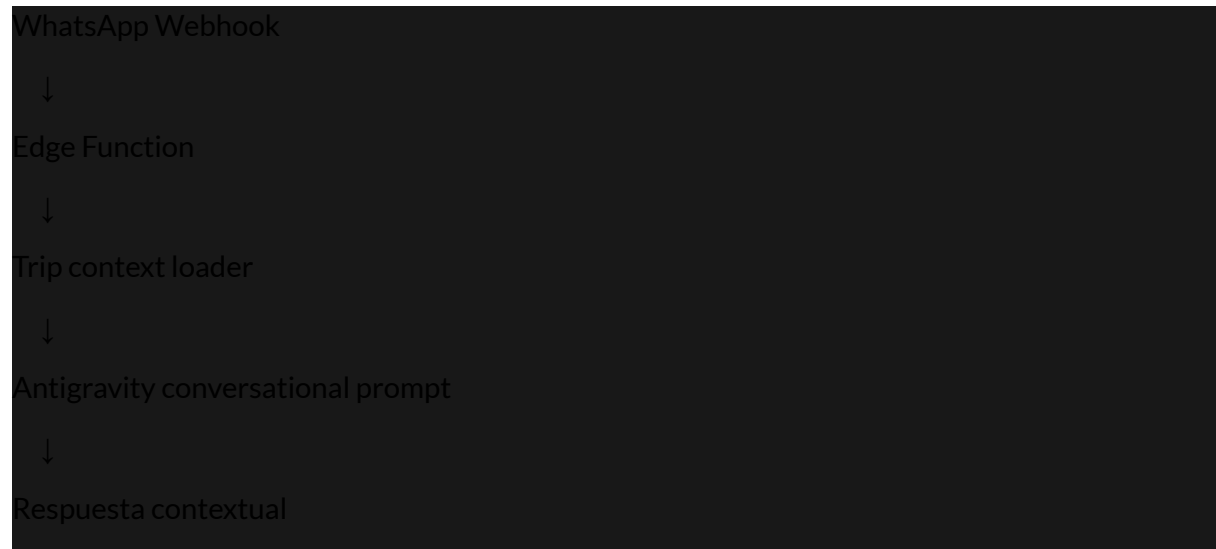 WhatsApp Webhook
↓
Edge Function
↓
Trip context loader
↓
Antigravity conversational prompt
↓
Respuesta contextual